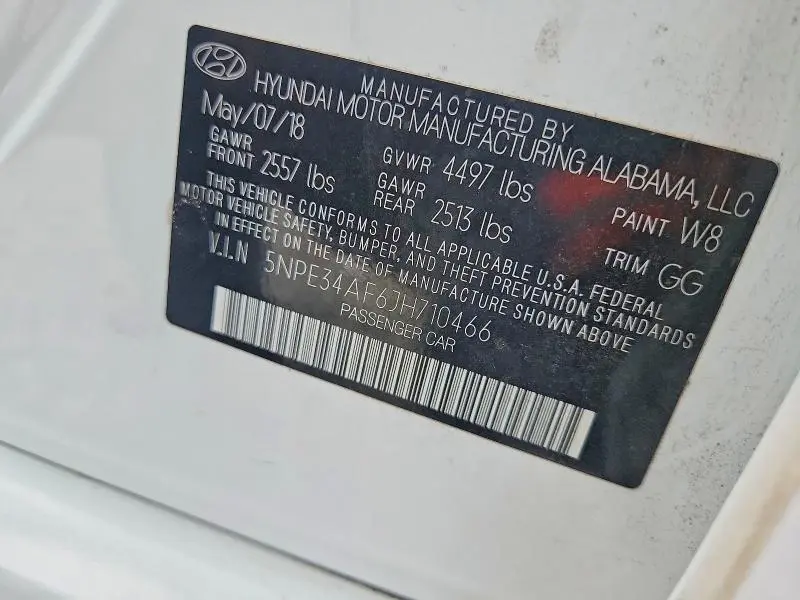 MANUFACTURED BY
HYUNDAI MOTOR MANUFACTURING ALABAMA, LLC
May/07/18
GVWR 4497 lbs
PAINT W8
GAWR FRONT 2557 lbs
GAWR REAR 2513 lbs
TRIM GG
THIS VEHICLE CONFORMS TO ALL APPLICABLE U.S.A. FEDERAL
MOTOR VEHICLE SAFETY, BUMPER, AND THEFT PREVENTION STANDARDS
IN EFFECT ON THE DATE OF MANUFACTURE SHOWN ABOVE
V.I.N 5NPE34AF6JH710466
PASSENGER CAR